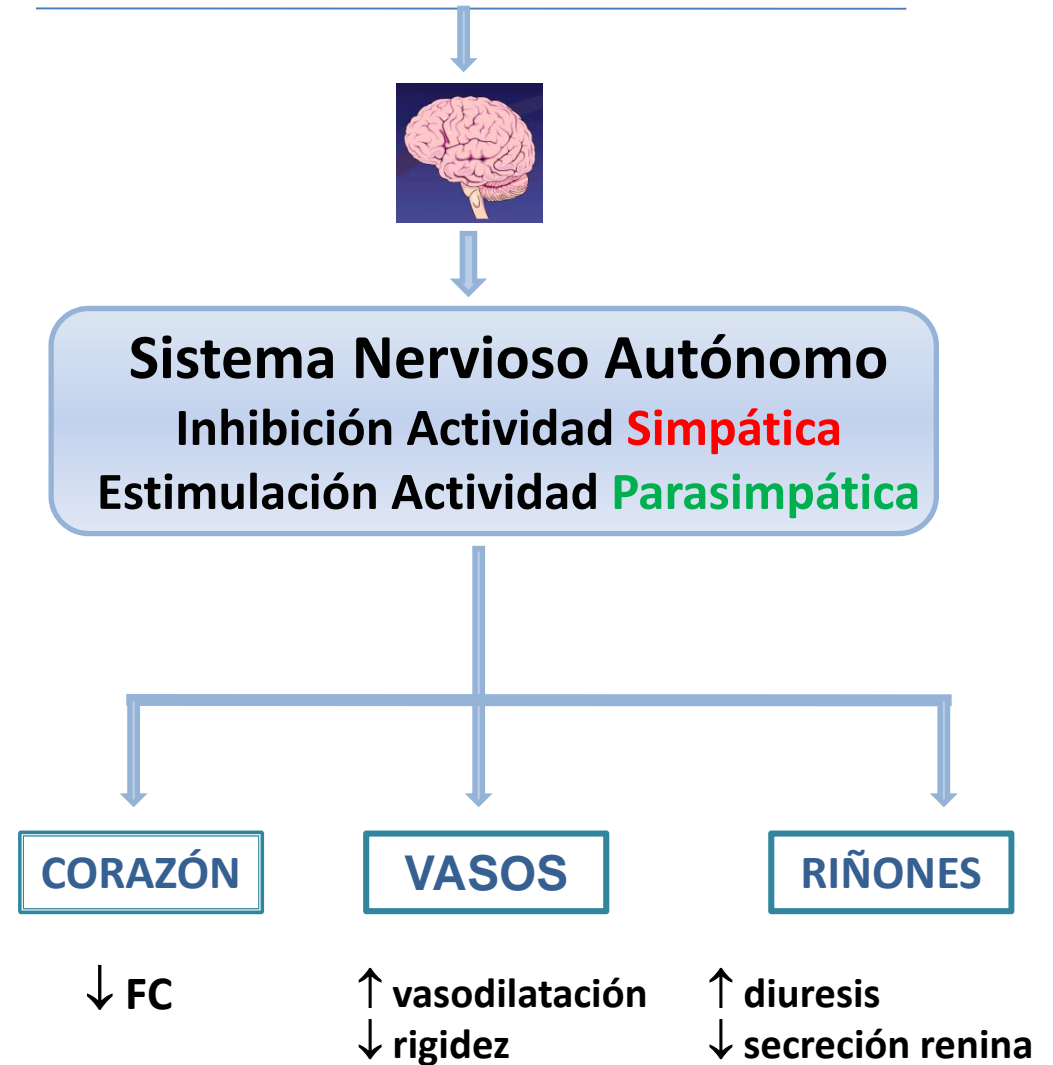 Sistema Nervioso Autónomo
Inhibición Actividad Simpática
Estimulación Actividad Parasimpática
CORAZÓN
VASOS
RIÑONES
↓ FC
↑ vasodilatación
↓ rigidez
↑ diuresis
↓ secreción renina